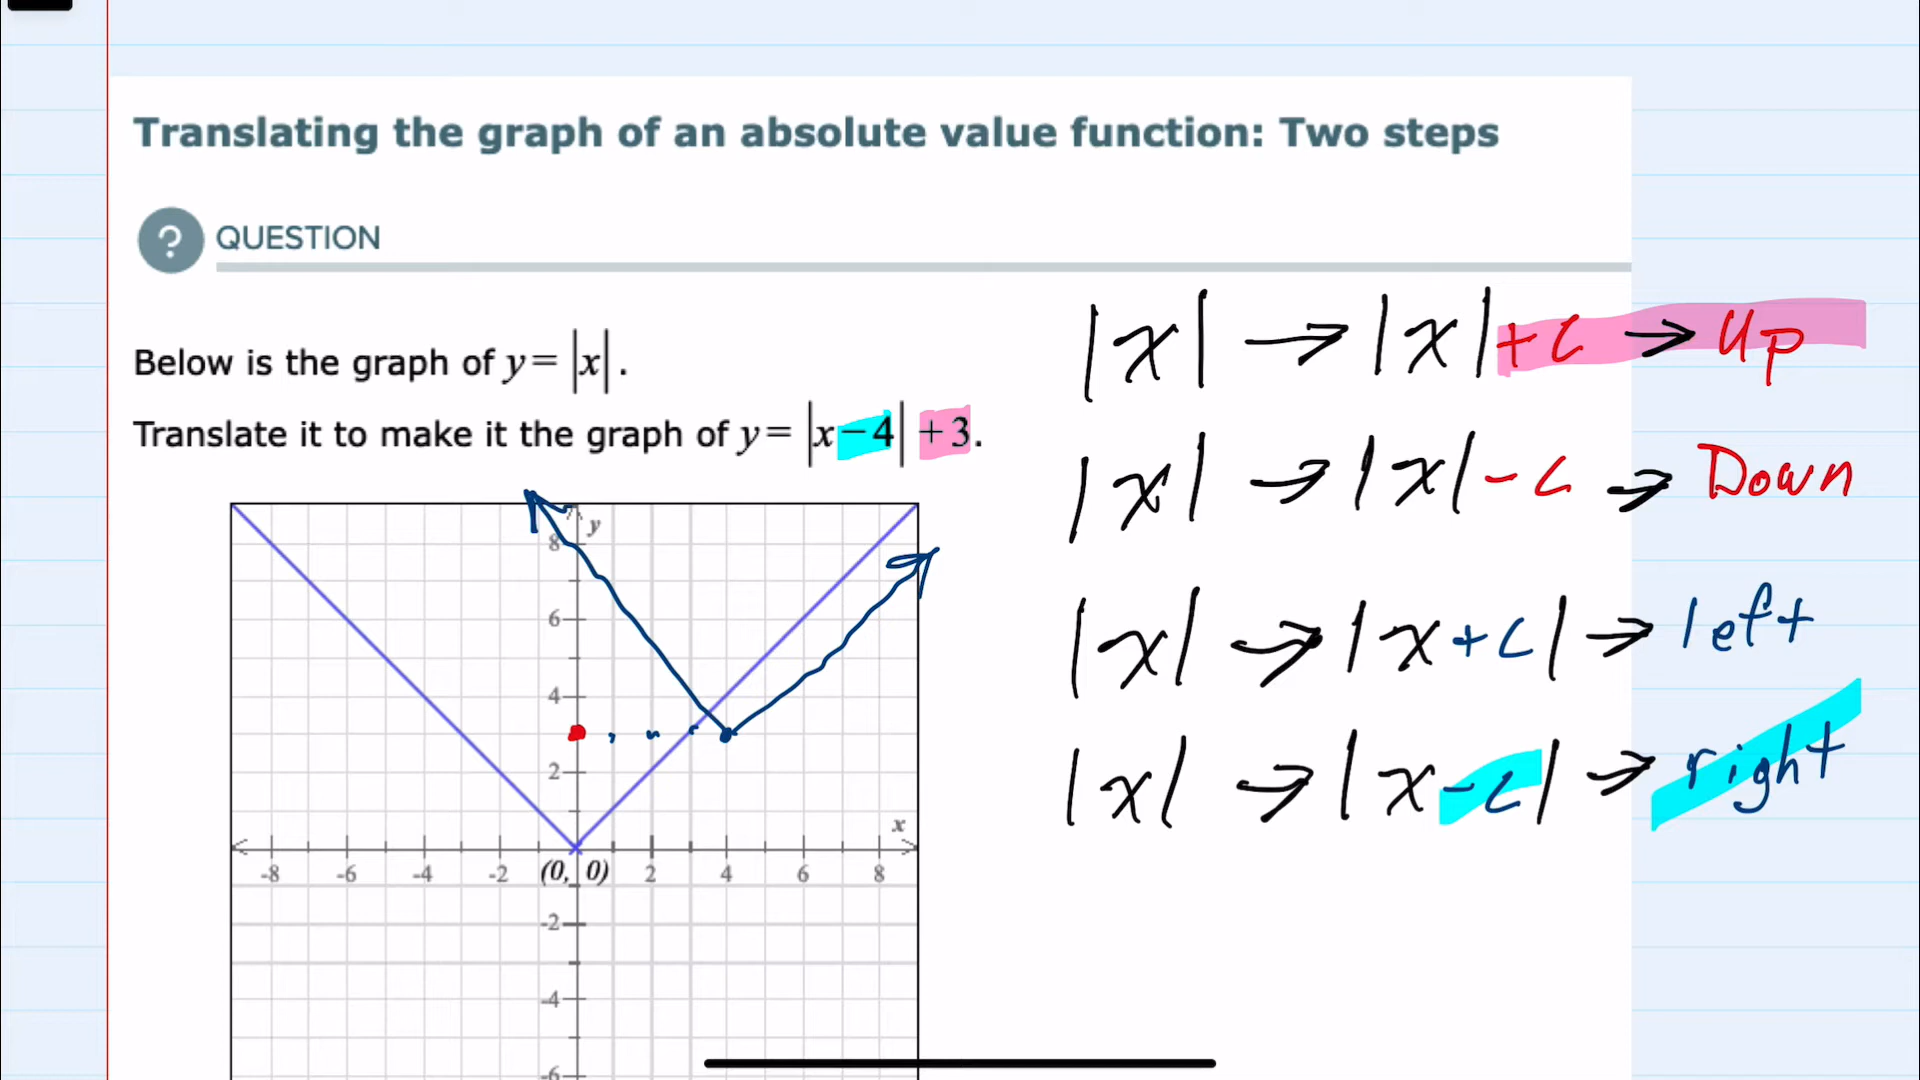 Translating the graph of an absolute value function: Two steps
? QUESTION
Below is the graph of y=|x|.
Translate it to make it the graph of y=|x−4|+3.
|x| → |x|+c → Up
|x| → |x|-c → Down
|x| → |x+c| → left
|x| → |x-c| → right
y
8
6
4
2
x
-8 -6 -4 -2 (0, 0) 2 4 6 8
-2
-4
-6